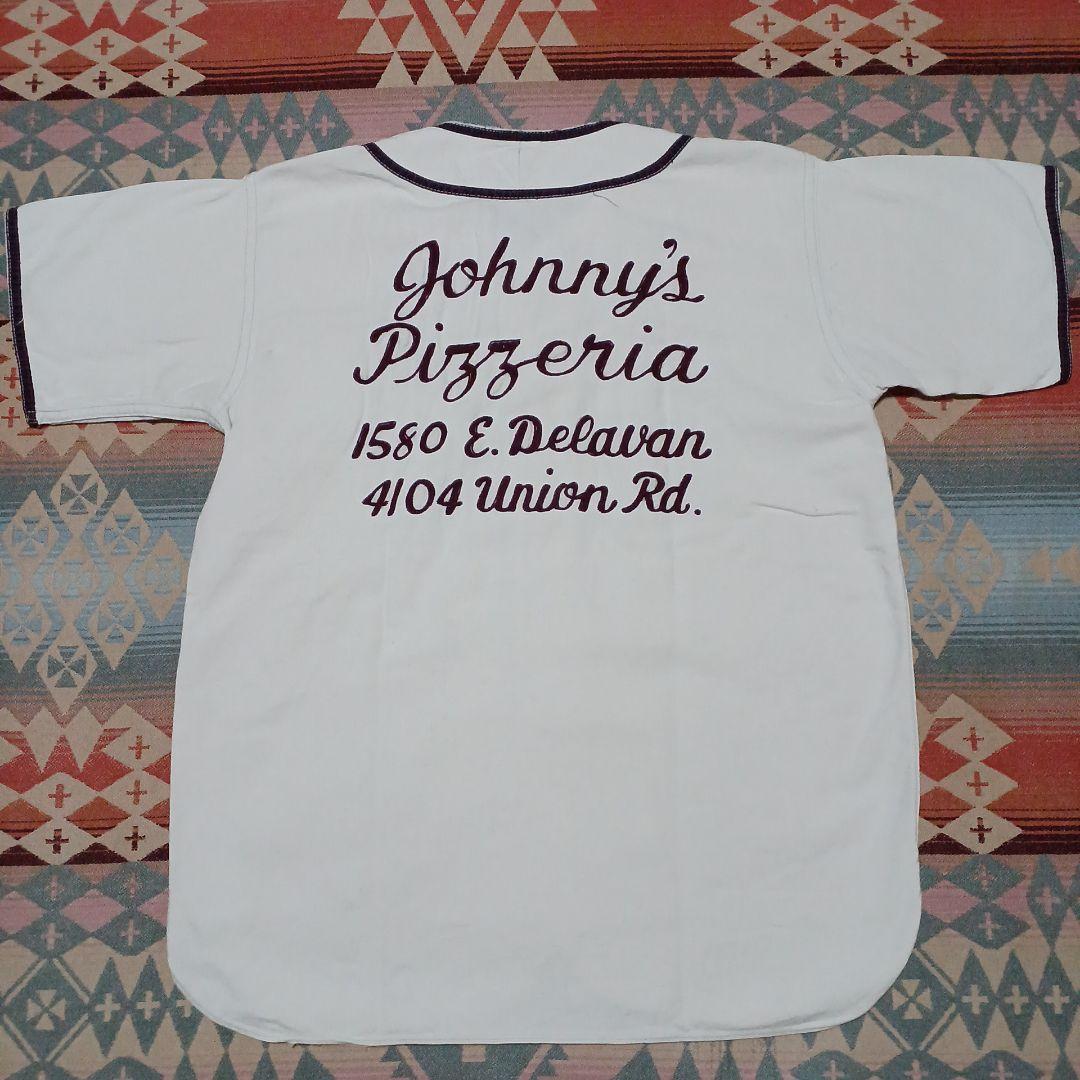 Johnny's
Pizzeria
1580 E. Delavan
4104 Union Rd.